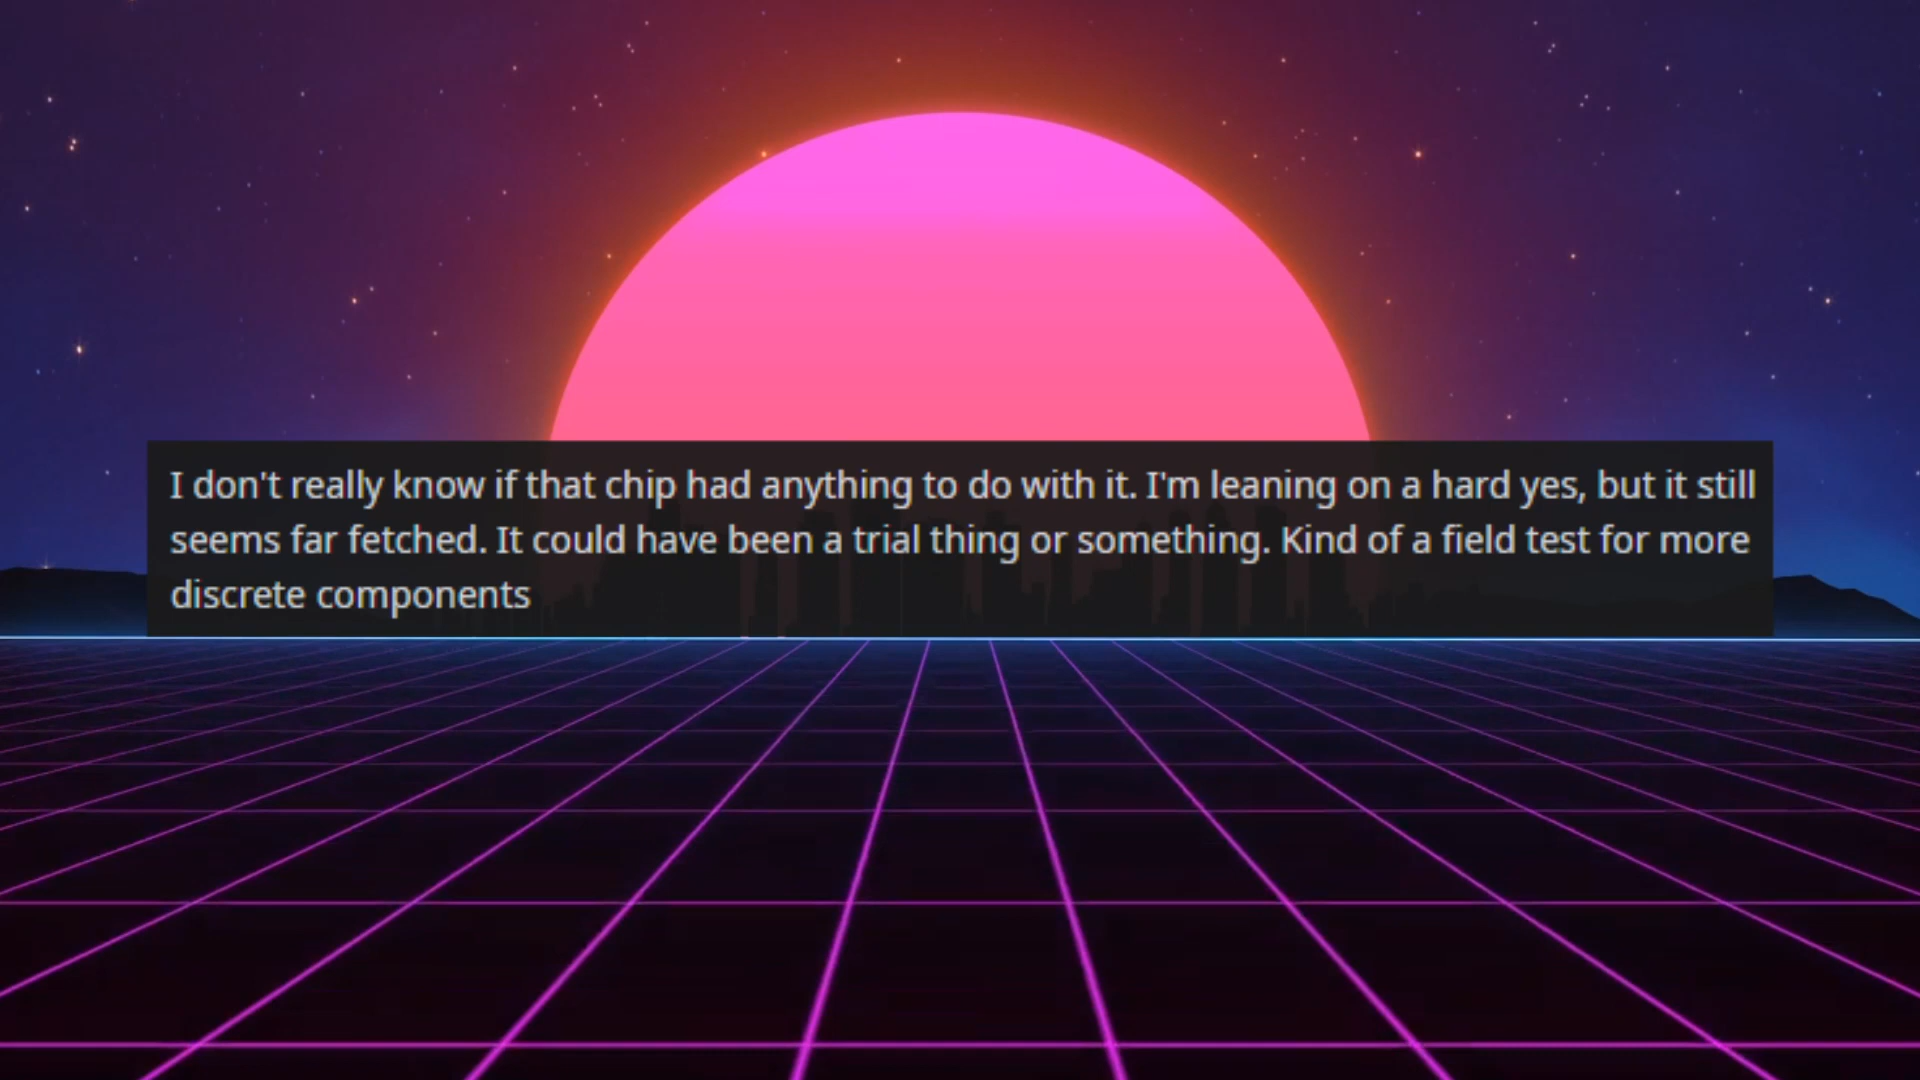 I don't really know if that chip had anything to do with it. I'm leaning on a hard yes, but it still
seems far fetched. It could have been a trial thing or something. Kind of a field test for more
discrete components